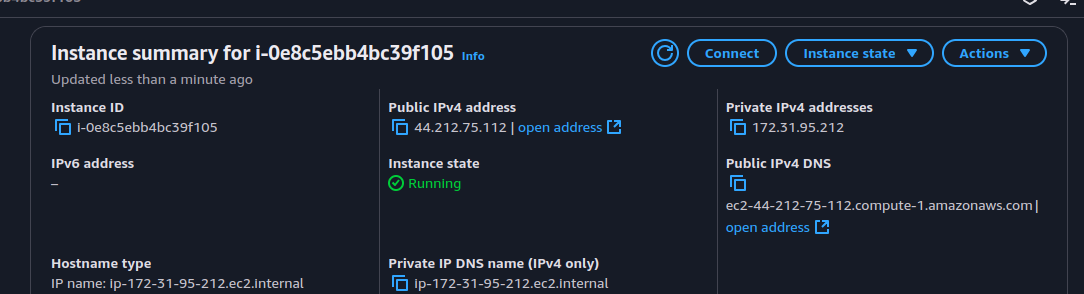 Instance summary for i-0e8c5ebb4bc39f105 Info
Connect
Instance state
Actions
Updated less than a minute ago
Instance ID
i-0e8c5ebb4bc39f105
Public IPv4 address
44.212.75.112 | open address
Private IPv4 addresses
172.31.95.212
IPv6 address
–
Instance state
Running
Public IPv4 DNS
ec2-44-212-75-112.compute-1.amazonaws.com |
open address
Hostname type
IP name: ip-172-31-95-212.ec2.internal
Private IP DNS name (IPv4 only)
ip-172-31-95-212.ec2.internal